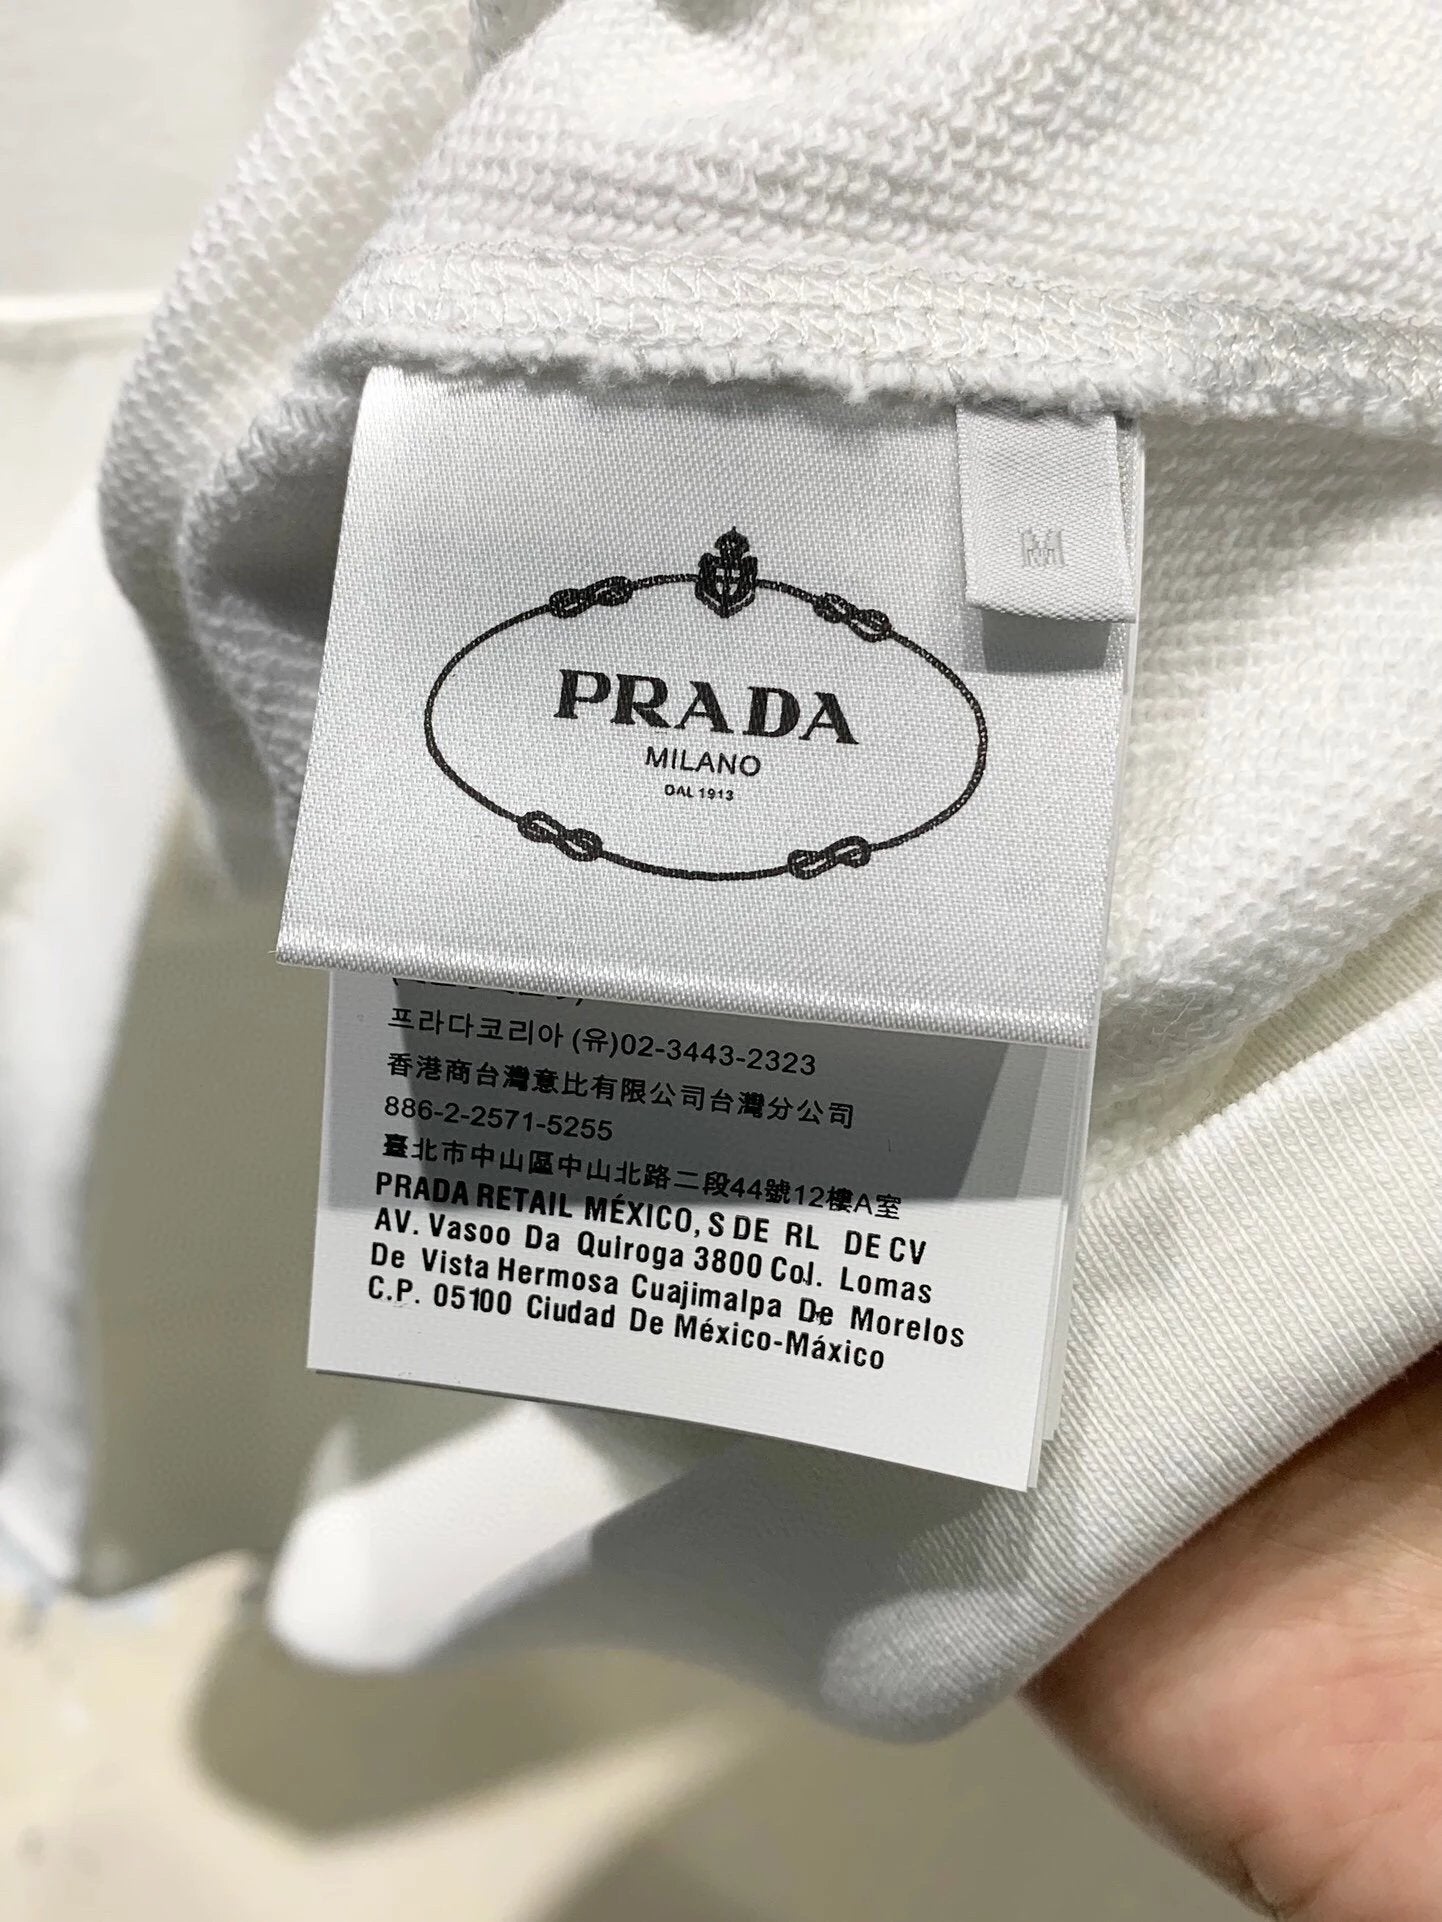 M
PRADA
MILANO
DAL 1913
프라다코리아 (유)02-3443-2323
香港商台灣意比有限公司台灣分公司
886-2-2571-5255
臺北市中山區中山北路二段44號12樓A室
PRADA RETAIL MÉXICO, S DE RL DE CV
AV. Vasoo Da Quiroga 3800 Col. Lomas
De Vista Hermosa Cuajimalpa De Morelos
C.P. 05100 Ciudad De México-Máxico